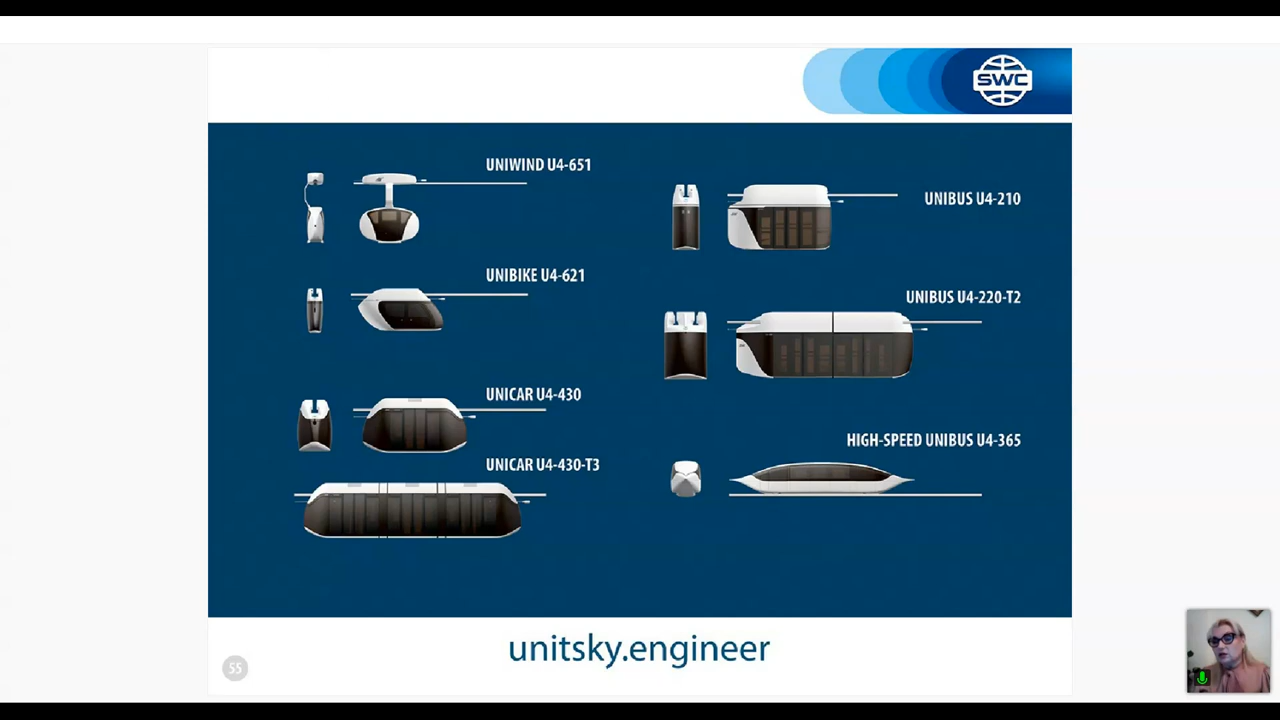 SWC
UNIWIND U4-651
UNIBIKE U4-621
UNICAR U4-430
UNICAR U4-430-T3
UNIBUS U4-210
UNIBUS U4-220-T2
HIGH-SPEED UNIBUS U4-365
unitsky.engineer
55